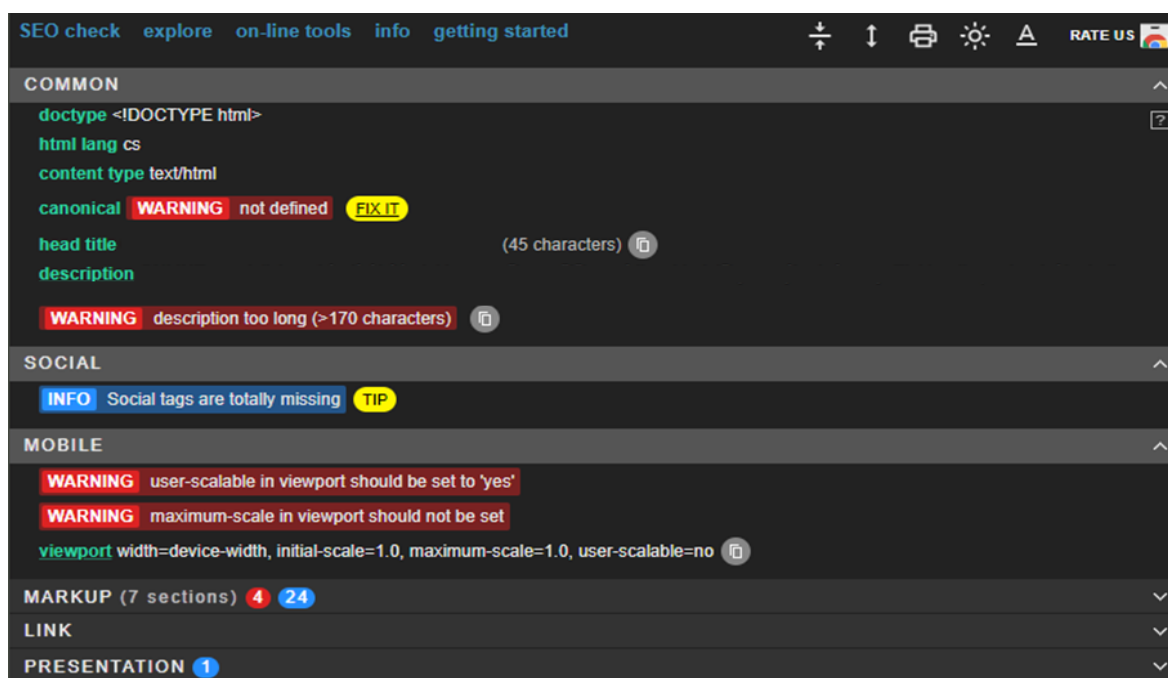 SEO check explore on-line tools info getting started A RATE US
COMMON
doctype <!DOCTYPE html>
?
html lang cs
content type text/html
canonical WARNING not defined FIX IT
head title (45 characters)
description
WARNING description too long (>170 characters)
SOCIAL
INFO Social tags are totally missing TIP
MOBILE
WARNING user-scalable in viewport should be set to 'yes'
WARNING maximum-scale in viewport should not be set
viewport width=device-width, initial-scale=1.0, maximum-scale=1.0, user-scalable=no
MARKUP (7 sections) 4 24
LINK
PRESENTATION 1